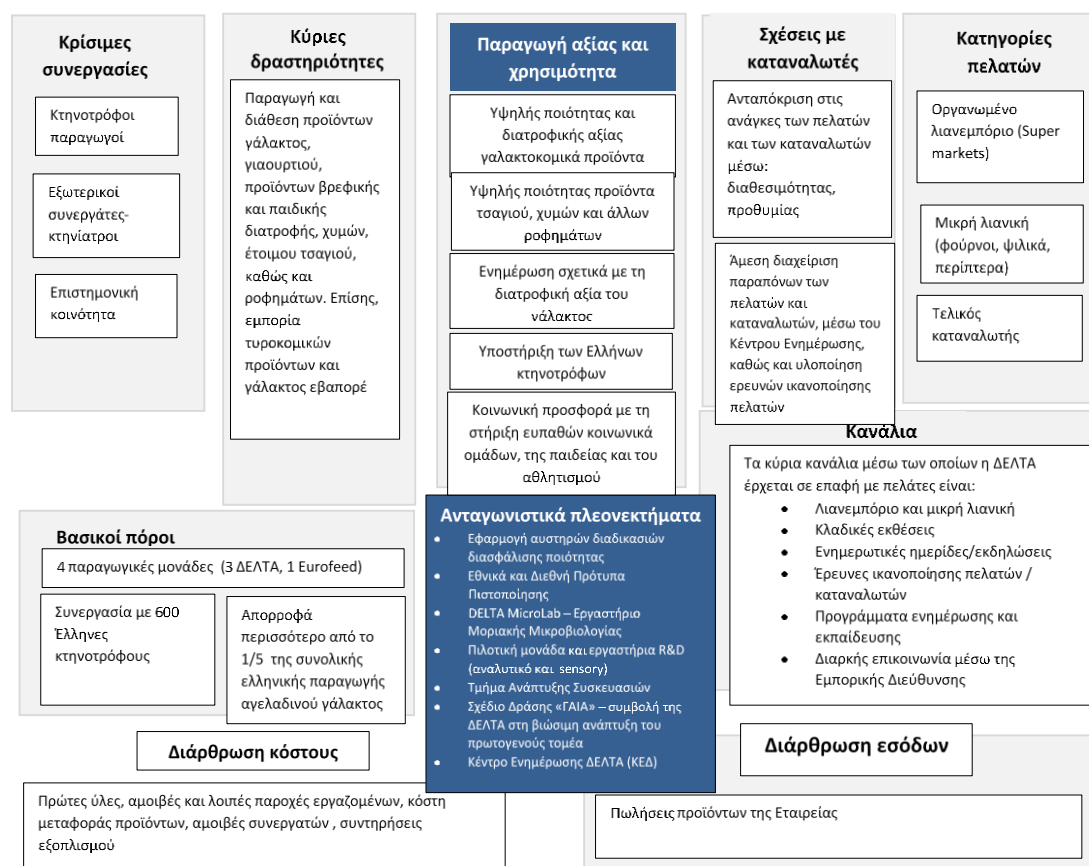 Κρίσιμες
συνεργασίες
Κτηνοτρόφοι
παραγωγοί
Εξωτερικοί
συνεργάτες-
κτηνίατροι
Επιστημονική
κοινότητα
Κύριες
δραστηριότητες
Παραγωγή και
διάθεση προϊόντων
γάλακτος,
γιαουρτιού,
προϊόντων βρεφικής
και παιδικής
διατροφής, χυμών,
έτοιμου τσαγιού,
καθώς και
ροφημάτων. Επίσης,
εμπορία
τυροκομικών
προϊόντων και
γάλακτος εβαπορέ
Παραγωγή αξίας και
χρησιμότητα
Υψηλής ποιότητας και
διατροφικής αξίας
γαλακτοκομικά προϊόντα
Υψηλής ποιότητας προϊόντα
τσαγιού, χυμών και άλλων
ροφημάτων
Ενημέρωση σχετικά με τη
διατροφική αξία του
γάλακτος
Υποστήριξη των Ελλήνων
κτηνοτρόφων
Κοινωνική προσφορά με τη
στήριξη ευπαθών κοινωνικά
ομάδων, της παιδείας και του
αθλητισμού
Σχέσεις με
καταναλωτές
Ανταπόκριση στις
ανάγκες των πελατών
και των καταναλωτών
μέσω:
διαθεσιμότητας,
προθυμίας
Άμεση διαχείριση
παραπόνων των
πελατών και
καταναλωτών, μέσω του
Κέντρου Ενημέρωσης,
καθώς και υλοποίηση
ερευνών ικανοποίησης
πελατών
Κατηγορίες
πελατών
Οργανωμένο
λιανεμπόριο (Super
markets)
Μικρή λιανική
(φούρνοι, ψιλικά,
περίπτερα)
Τελικός
καταναλωτής
Κανάλια
Τα κύρια κανάλια μέσω των οποίων η ΔΕΛΤΑ
έρχεται σε επαφή με πελάτες είναι:
● Λιανεμπόριο και μικρή λιανική
● Κλαδικές εκθέσεις
● Ενημερωτικές ημερίδες/εκδηλώσεις
● Έρευνες ικανοποίησης πελατών /
καταναλωτών
● Προγράμματα ενημέρωσης και
εκπαίδευσης
● Διαρκής επικοινωνία μέσω της
Εμπορικής Διεύθυνσης
Βασικοί πόροι
4 παραγωγικές μονάδες (3 ΔΕΛΤΑ, 1 Eurofeed)
Συνεργασία με 600
Έλληνες
κτηνοτρόφους
Απορροφά
περισσότερο από το
1/5 της συνολικής
ελληνικής παραγωγής
αγελαδινού γάλακτος
Ανταγωνιστικά πλεονεκτήματα
● Εφαρμογή αυστηρών διαδικασιών
διασφάλισης ποιότητας
● Εθνικά και Διεθνή Πρότυπα
Πιστοποίησης
● DELTA MicroLab – Εργαστήριο
Μοριακής Μικροβιολογίας
● Πιλοτική μονάδα και εργαστήρια R&D
(αναλυτικό και sensory)
● Τμήμα Ανάπτυξης Συσκευασιών
● Σχέδιο Δράσης «ΓΑΙΑ» – συμβολή της
ΔΕΛΤΑ στη βιώσιμη ανάπτυξη του
πρωτογενούς τομέα
● Κέντρο Ενημέρωσης ΔΕΛΤΑ (ΚΕΔ)
Διάρθρωση κόστους
Πρώτες ύλες, αμοιβές και λοιπές παροχές εργαζομένων, κόστη
μεταφοράς προϊόντων, αμοιβές συνεργατών , συντηρήσεις
εξοπλισμού
Διάρθρωση εσόδων
Πωλήσεις προϊόντων της Εταιρείας